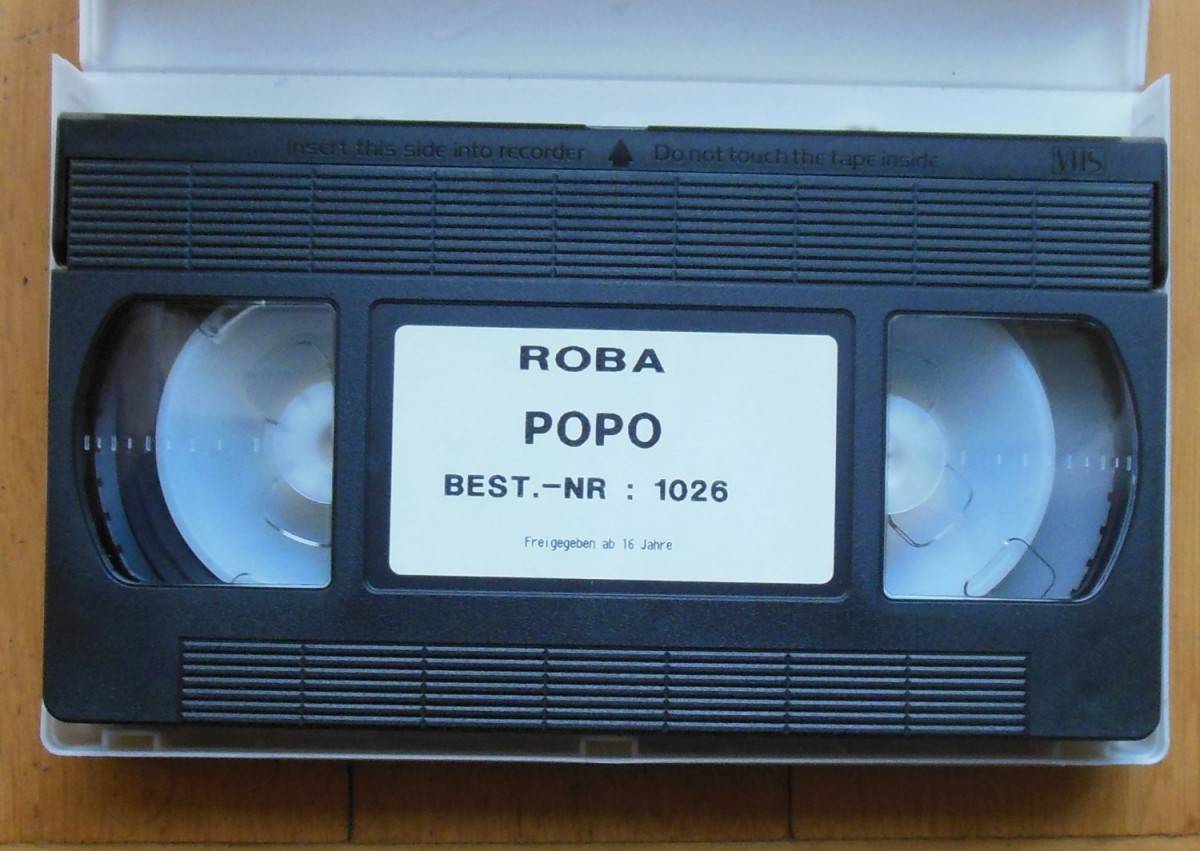 Insert this side into recorder Do not touch the tape inside VHS
ROBA
POPO
BEST.-NR : 1026
Freigegeben ab 16 Jahre